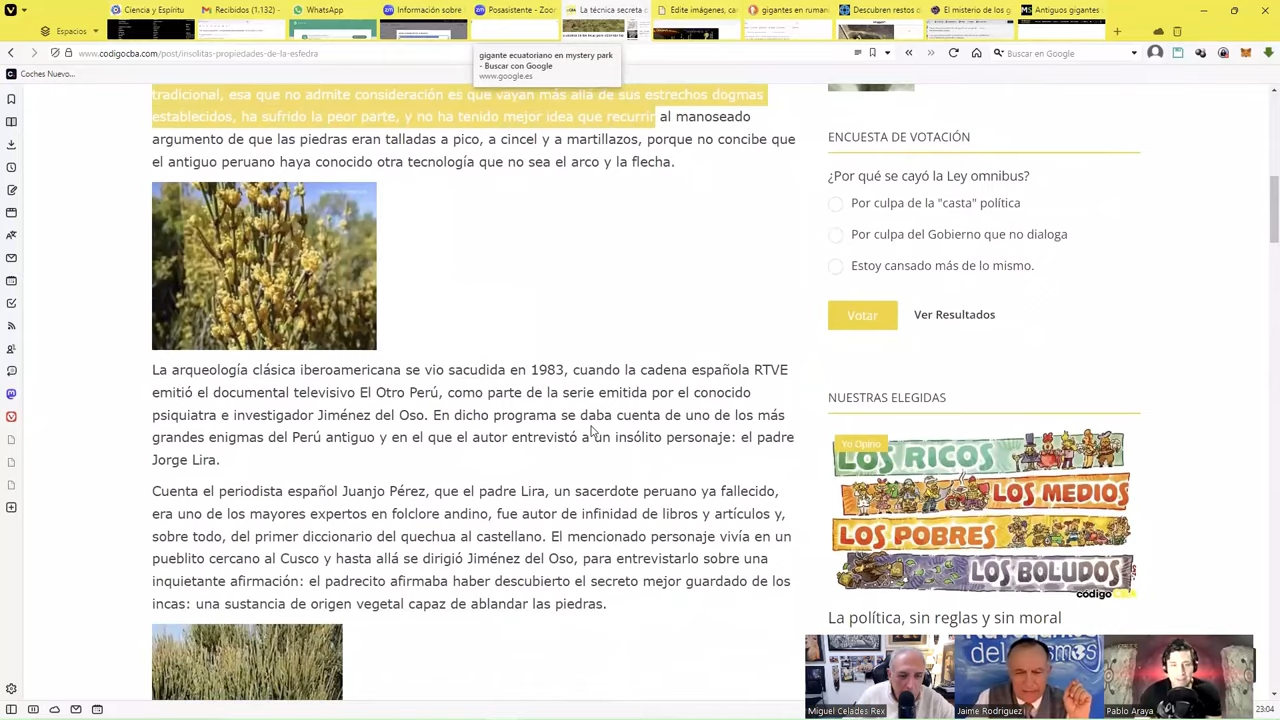 Espacios
Ciencia y Espíritu
Recibidos (1.132) -
WhatsApp
Información sobre
Posasistente - Zoo
La técnica secreta d
Edite imágenes, ca
gigantes en ruman
Descubren restos d
El misterio de los g
Antiguos gigantes
www.codigocba.com/post/insolitas-propiedades-de-la-esfedra
Buscar en Google
Coches Nuevo...
gigante ecuatoriano en mystery park
- Buscar con Google
www.google.es
tradicional, esa que no admite consideración es que vayan más allá de sus estrechos dogmas
establecidos, ha sufrido la peor parte, y no ha tenido mejor idea que recurrir al manoseado
argumento de que las piedras eran talladas a pico, a cincel y a martillazos, porque no concibe que
el antiguo peruano haya conocido otra tecnología que no sea el arco y la flecha.
La arqueología clásica iberoamericana se vio sacudida en 1983, cuando la cadena española RTVE
emitió el documental televisivo El Otro Perú, como parte de la serie emitida por el conocido
psiquiatra e investigador Jiménez del Oso. En dicho programa se daba cuenta de uno de los más
grandes enigmas del Perú antiguo y en el que el autor entrevistó a un insólito personaje: el padre
Jorge Lira.
Cuenta el periodista español Juanjo Pérez, que el padre Lira, un sacerdote peruano ya fallecido,
era uno de los mayores expertos en folclore andino, fue autor de infinidad de libros y artículos y,
sobre todo, del primer diccionario del quechua al castellano. El mencionado personaje vivía en un
pueblito cercano al Cusco y hasta allá se dirigió Jiménez del Oso, para entrevistarlo sobre una
inquietante afirmación: el padrecito afirmaba haber descubierto el secreto mejor guardado de los
incas: una sustancia de origen vegetal capaz de ablandar las piedras.
ENCUESTA DE VOTACIÓN
¿Por qué se cayó la Ley omnibus?
Por culpa de la "casta" política
Por culpa del Gobierno que no dialoga
Estoy cansado más de lo mismo.
Votar
Ver Resultados
NUESTRAS ELEGIDAS
Yo Opino
LOS RICOS
LOS MEDIOS
LOS POBRES
LOS BOLUDOS
código
La política, sin reglas y sin moral
Miguel Celades Rex
Jaime Rodriguez
Pablo Araya
23:04